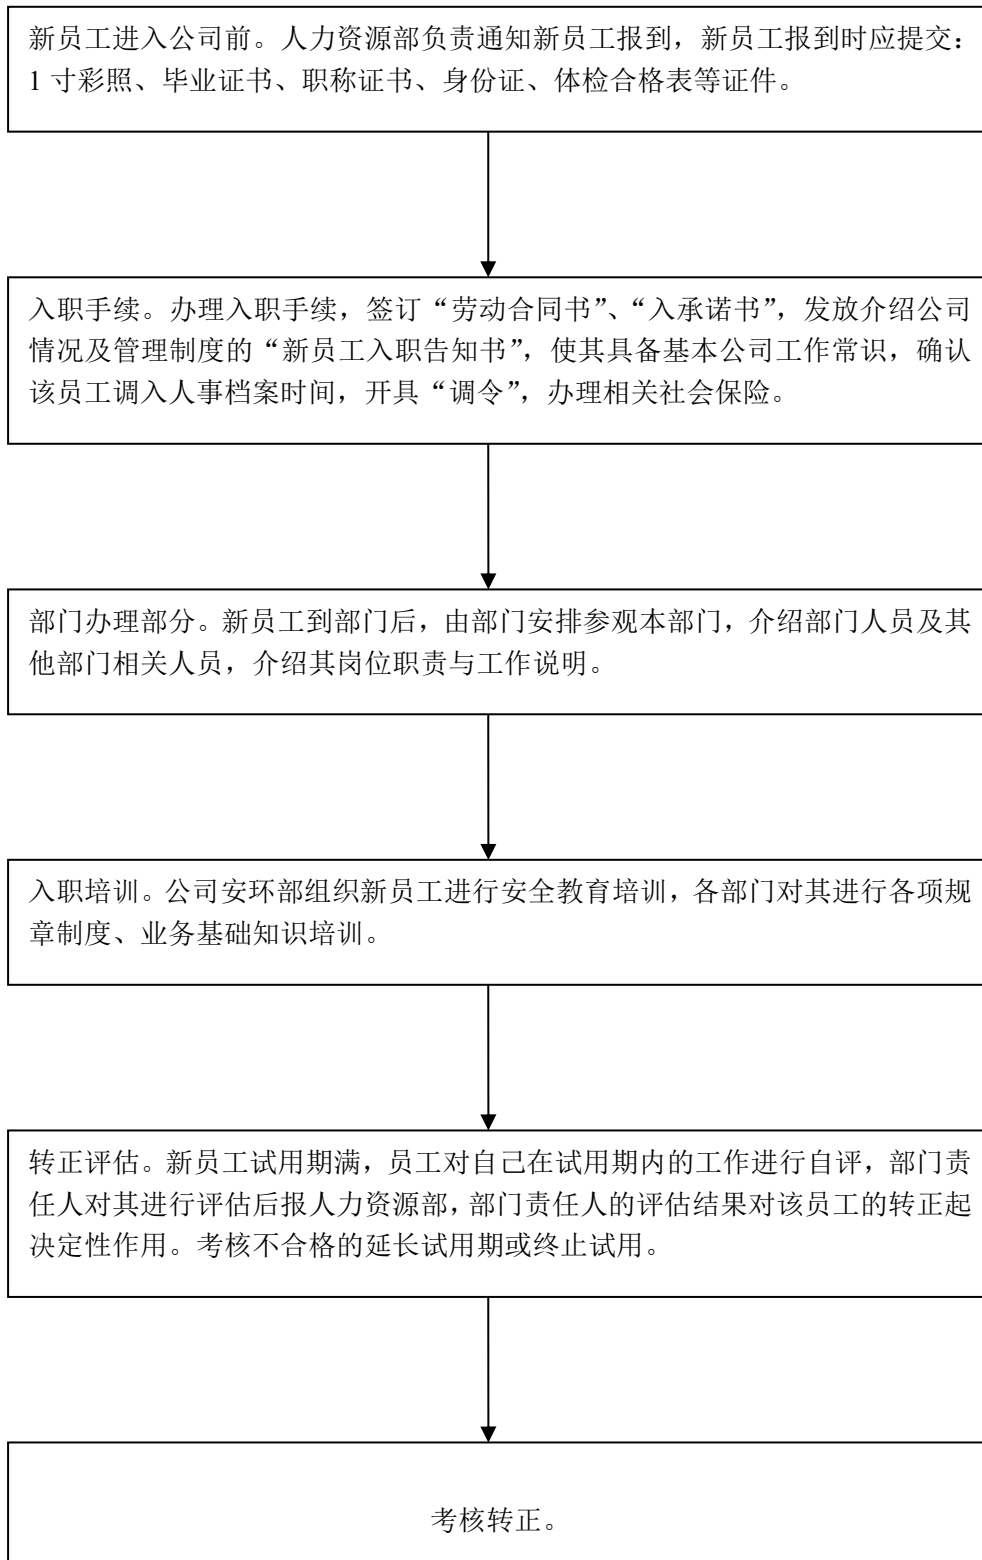 新员工进入公司前。人力资源部负责通知新员工报到，新员工报到时应提交：
1 寸彩照、毕业证书、职称证书、身份证、体检合格表等证件。
入职手续。办理入职手续，签订“劳动合同书”、“入承诺书”，发放介绍公司
情况及管理制度的“新员工入职告知书”，使其具备基本公司工作常识，确认
该员工调入人事档案时间，开具“调令”，办理相关社会保险。
部门办理部分。新员工到部门后，由部门安排参观本部门，介绍部门人员及其
他部门相关人员，介绍其岗位职责与工作说明。
入职培训。公司安环部组织新员工进行安全教育培训，各部门对其进行各项规
章制度、业务基础知识培训。
转正评估。新员工试用期满，员工对自己在试用期内的工作进行自评，部门责
任人对其进行评估后报人力资源部，部门责任人的评估结果对该员工的转正起
决定性作用。考核不合格的延长试用期或终止试用。
考核转正。